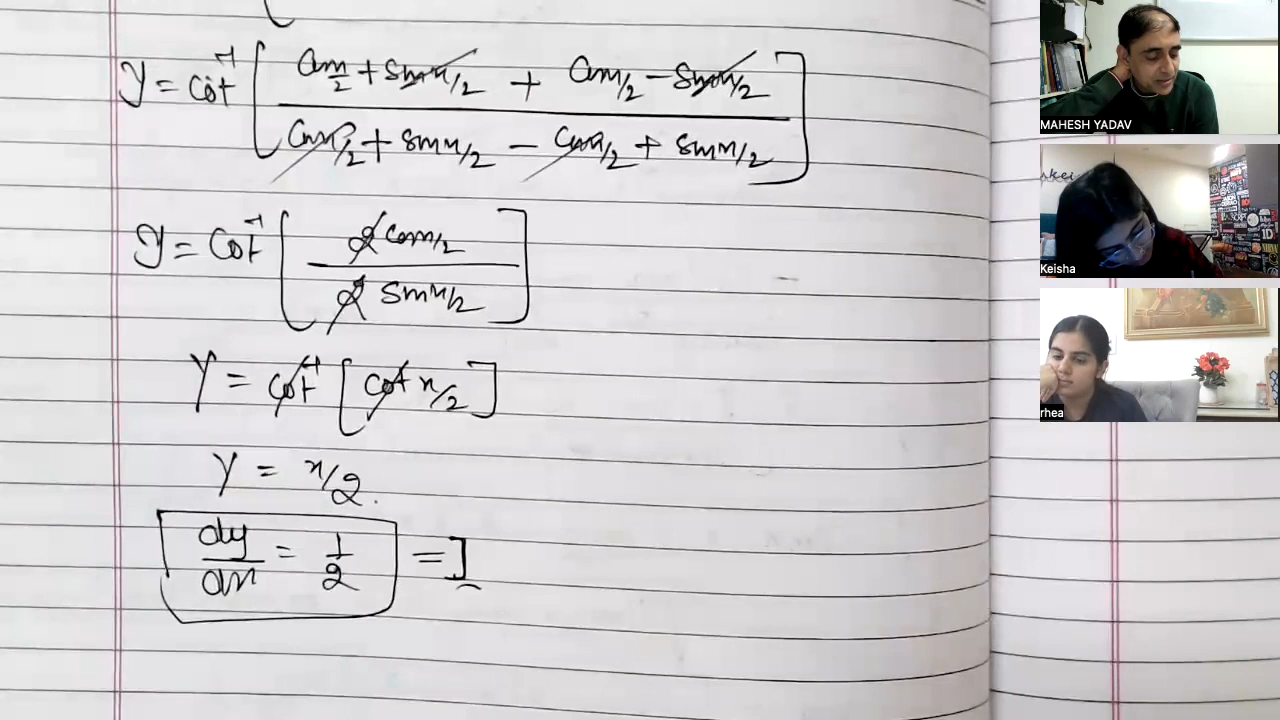 y = cot⁻¹ [ cos x/2 + sin x/2 + cos x/2 − sin x/2
cos x/2 + sin x/2 − cos x/2 + sin x/2 ]
y = cot⁻¹ [ 2 cos x/2
2 sin x/2 ]
y = cot⁻¹ [ cot x/2 ]
y = x/2.
dy/dx = 1/2 =]
MAHESH YADAV
Keisha
rhea